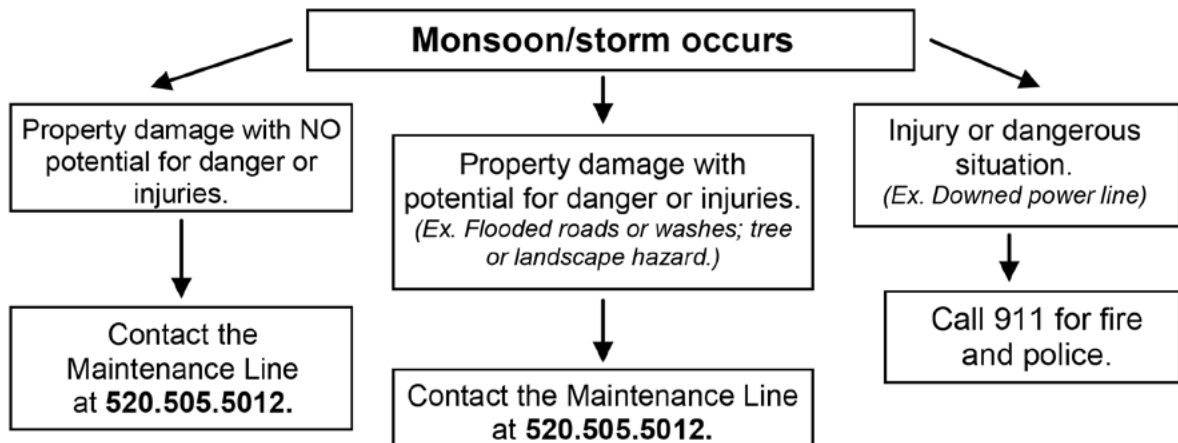 Monsoon/storm occurs
Property damage with NO
potential for danger or
injuries.
Contact the
Maintenance Line
at 520.505.5012.
Property damage with
potential for danger or injuries.
(Ex. Flooded roads or washes; tree
or landscape hazard.)
Contact the Maintenance Line
at 520.505.5012.
Injury or dangerous
situation.
(Ex. Downed power line)
Call 911 for fire
and police.